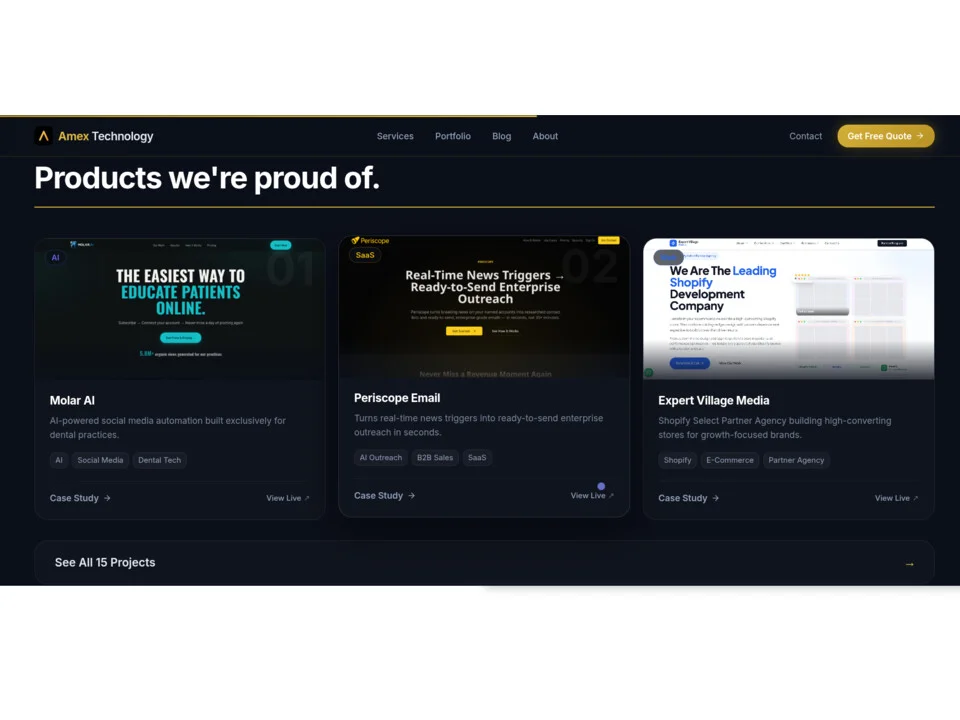 Amex Technology
Services Portfolio Blog About
Contact
Get Free Quote →
Products we're proud of.
MOLAR
AI
01
THE EASIEST WAY TO
EDUCATE PATIENTS
ONLINE.
Molar AI
AI-powered social media automation built exclusively for
dental practices.
AI Social Media Dental Tech
Case Study →
View Live ↗
Periscope
SaaS
02
Real-Time News Triggers →
Ready-to-Send Enterprise
Outreach
Never Miss a Revenue Moment Again
Periscope Email
Turns real-time news triggers into ready-to-send enterprise
outreach in seconds.
AI Outreach B2B Sales SaaS
Case Study →
View Live ↗
Expert Village
We Are The Leading
Shopify
Development
Company
Expert Village Media
Shopify Select Partner Agency building high-converting
stores for growth-focused brands.
Shopify E-Commerce Partner Agency
Case Study →
View Live ↗
See All 15 Projects →